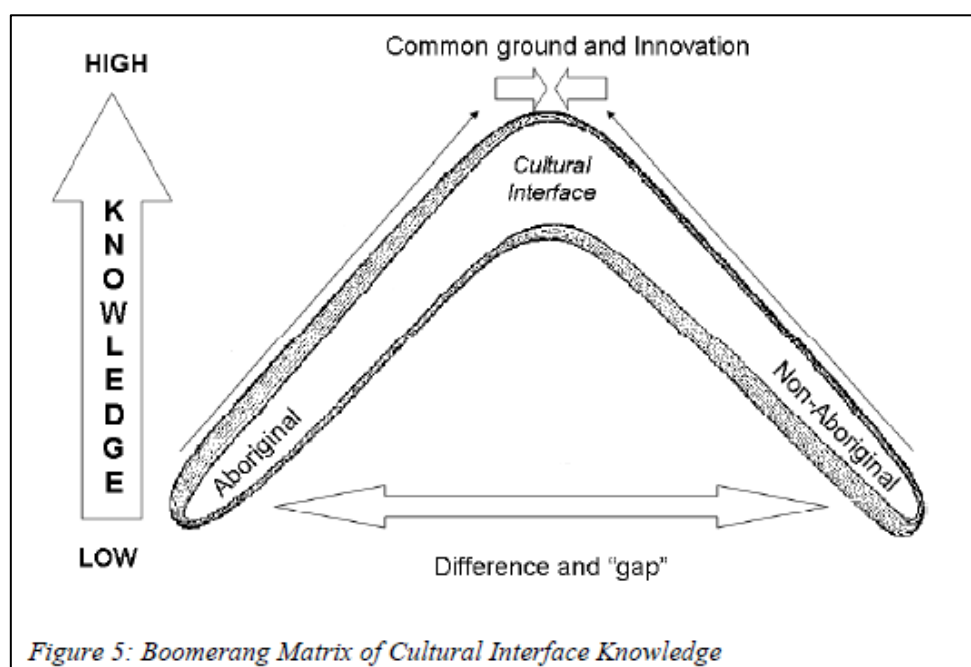 Common ground and Innovation
HIGH
KNOWLEDGE
Cultural
Interface
Aboriginal
Non-Aboriginal
LOW
Difference and “gap”
Figure 5: Boomerang Matrix of Cultural Interface Knowledge